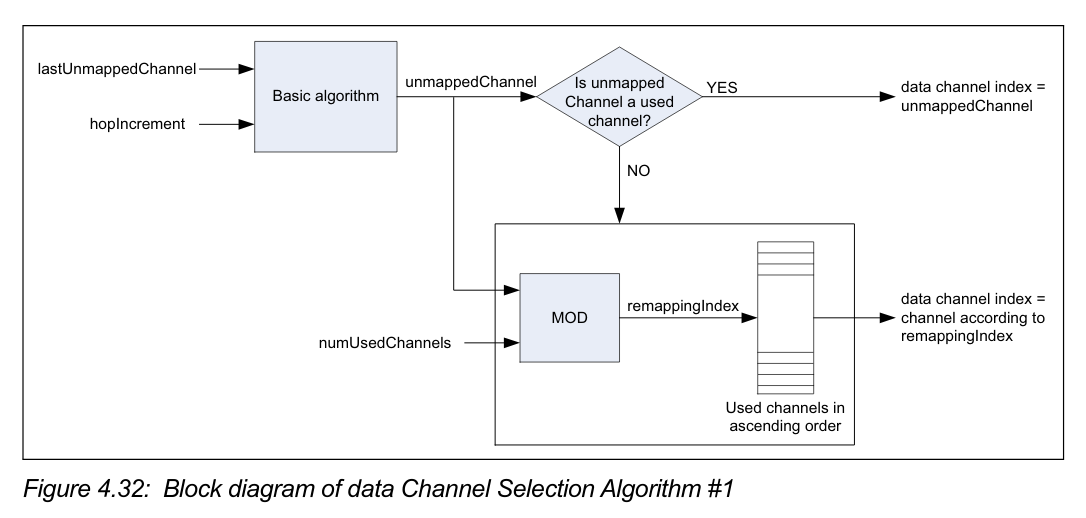 lastUnmappedChannel
hopIncrement
Basic algorithm
unmappedChannel
Is unmapped
Channel a used
channel?
YES
data channel index =
unmappedChannel
NO
MOD
numUsedChannels
remappingIndex
Used channels in
ascending order
data channel index =
channel according to
remappingIndex
Figure 4.32: Block diagram of data Channel Selection Algorithm #1